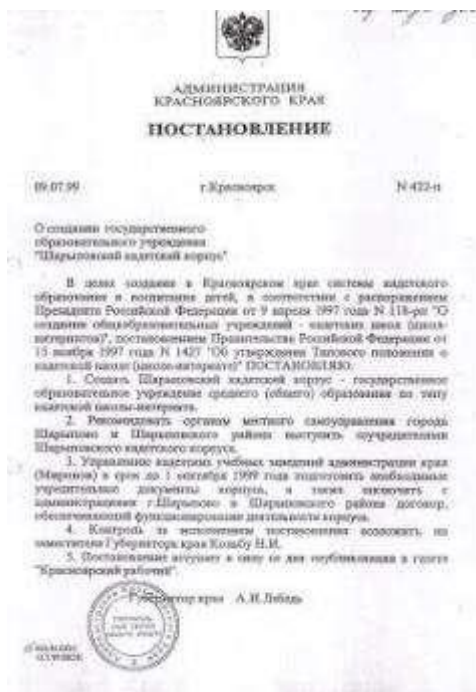 АДМИНИСТРАЦИЯ
КРАСНОЯРСКОГО КРАЯ
ПОСТАНОВЛЕНИЕ
09.07.99 г.Красноярск N 422-п
О создании государственного
образовательного учреждения
"Шарыповский кадетский корпус"
В целях создания в Красноярском крае системы кадетского
образования и воспитания детей, в соответствии с распоряжением
Президента Российской Федерации от 9 апреля 1997 года N 118-рп "О
создании общеобразовательных учреждений - кадетских школ (школ-
интернатов)", постановлением Правительства Российской Федерации от
15 ноября 1997 года N 1427 "Об утверждении Типового положения о
кадетской школе (школе-интернате)" ПОСТАНОВЛЯЮ:
1. Создать Шарыповский кадетский корпус - государственное
образовательное учреждение среднего (общего) образования по типу
кадетской школы-интерната.
2. Рекомендовать органам местного самоуправления города
Шарыпово и Шарыповского района выступить соучредителями
Шарыповского кадетского корпуса.
3. Управлению кадетских учебных заведений администрации края
(Миронов) в срок до 1 сентября 1999 года подготовить необходимые
учредительные документы корпуса, а также заключить с
администрациями г.Шарыпово и Шарыповского района договор,
обеспечивающий функционирование деятельности корпуса.
4. Контроль за исполнением постановления возложить на
заместителя Губернатора края Кольбу Н.И.
5. Постановление вступает в силу со дня опубликования в газете
"Красноярский рабочий".
Губернатор края А.И.Лебедь